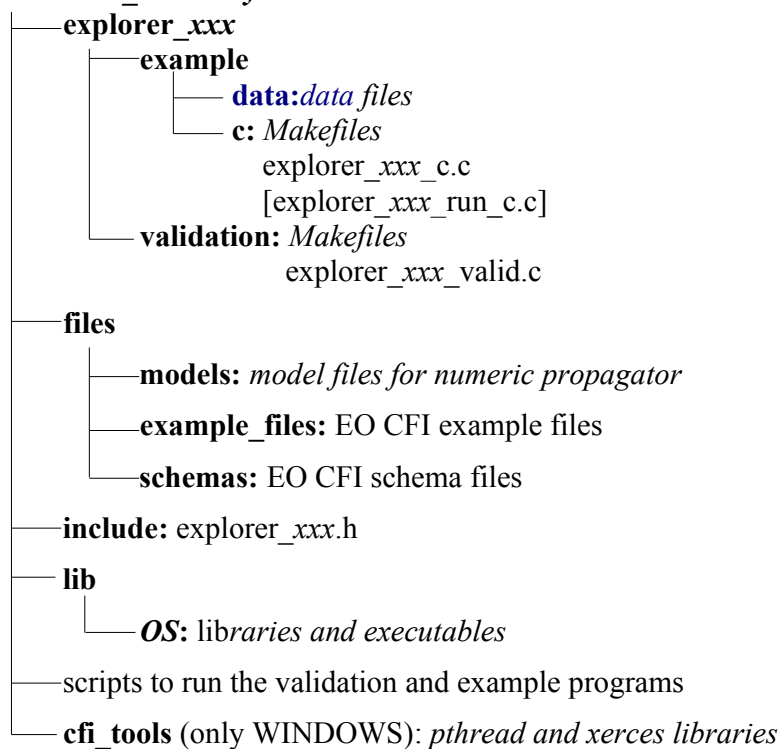 explorer_xxx
example
data:data files
c: Makefiles
explorer_xxx_c.c
[explorer_xxx_run_c.c]
validation: Makefiles
explorer_xxx_valid.c
files
models: model files for numeric propagator
example_files: EO CFI example files
schemas: EO CFI schema files
include: explorer_xxx.h
lib
OS: libraries and executables
scripts to run the validation and example programs
cfi_tools (only WINDOWS): pthread and xerces libraries